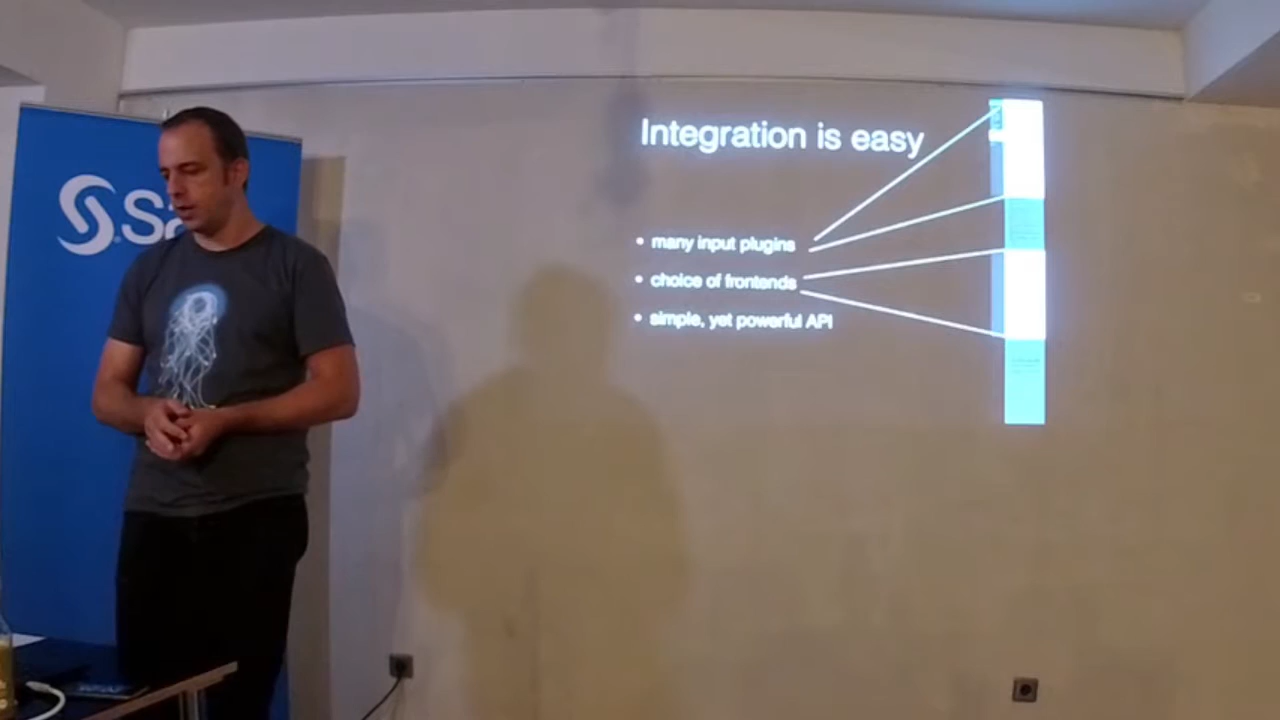 Integration is easy
• many input plugins
• choice of frontends
• simple, yet powerful API